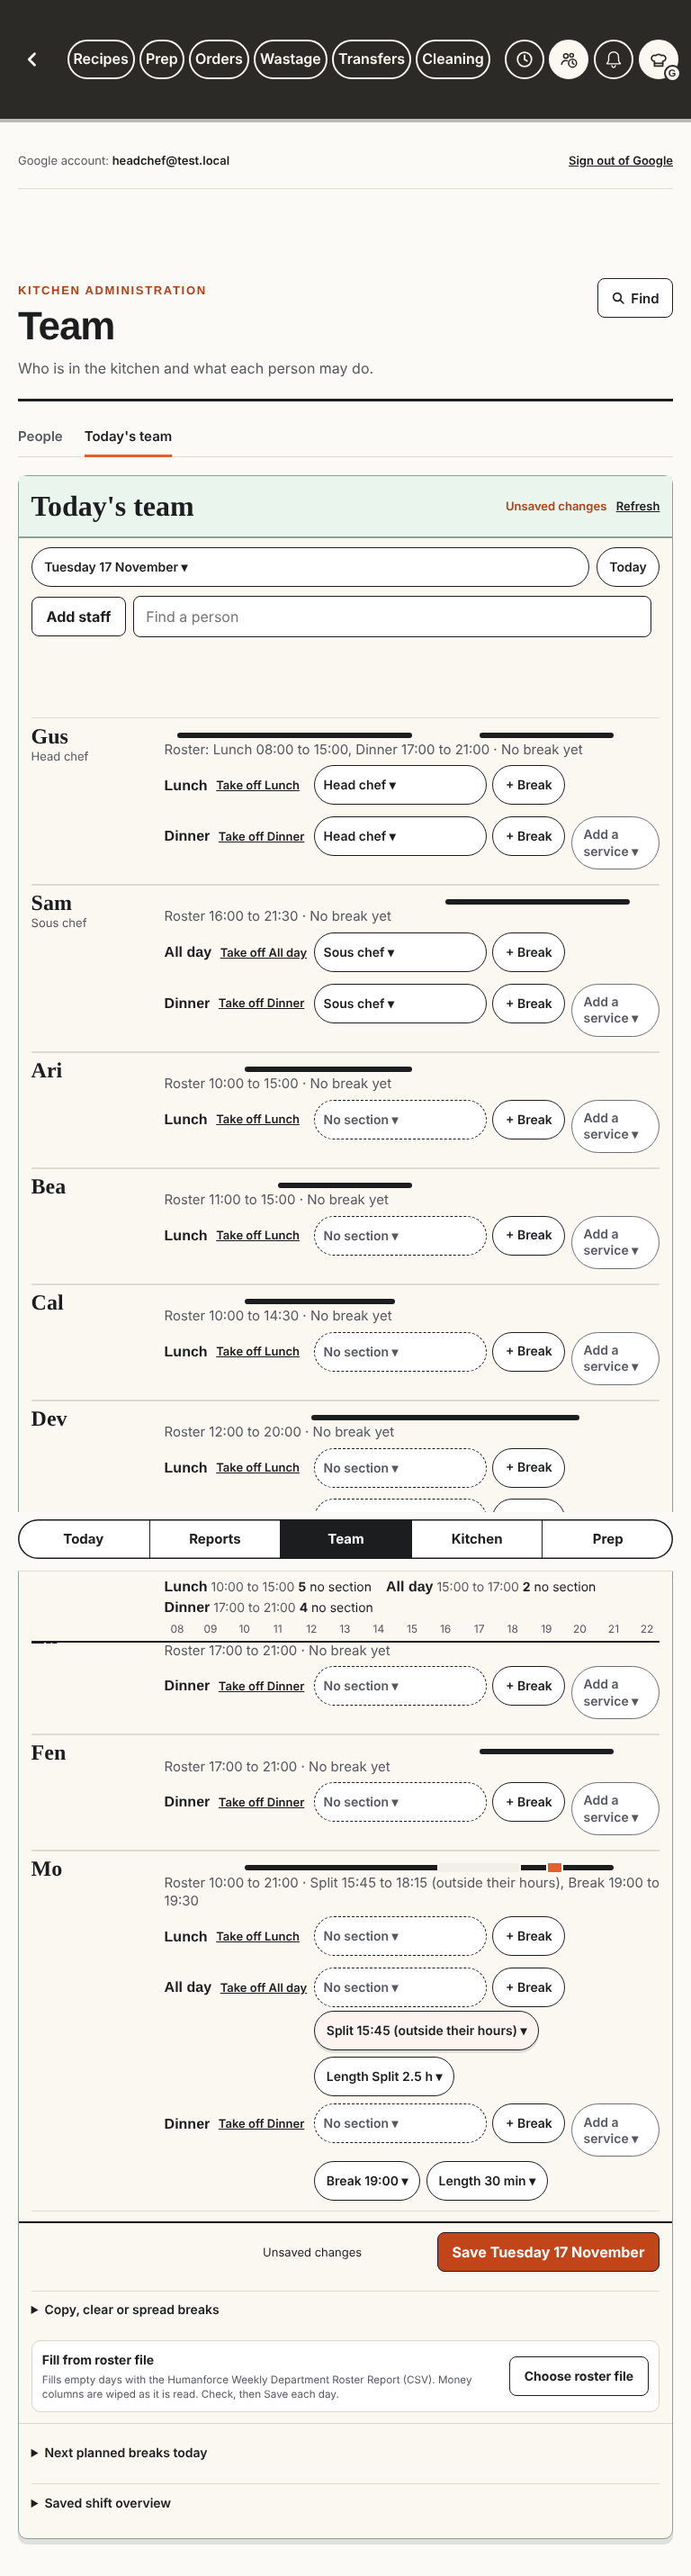 Recipes Prep Orders Wastage Transfers Cleaning G
Google account: headchef@test.local Sign out of Google
KITCHEN ADMINISTRATION
Find
Team
Who is in the kitchen and what each person may do.
People Today's team
Today's team Unsaved changes Refresh
Tuesday 17 November ▾ Today
Add staff Find a person
Gus
Head chef
Roster: Lunch 08:00 to 15:00, Dinner 17:00 to 21:00 · No break yet
Lunch Take off Lunch Head chef ▾ + Break
Dinner Take off Dinner Head chef ▾ + Break Add a
service ▾
Sam
Sous chef
Roster 16:00 to 21:30 · No break yet
All day Take off All day Sous chef ▾ + Break
Dinner Take off Dinner Sous chef ▾ + Break Add a
service ▾
Ari
Roster 10:00 to 15:00 · No break yet
Lunch Take off Lunch No section ▾ + Break Add a
service ▾
Bea
Roster 11:00 to 15:00 · No break yet
Lunch Take off Lunch No section ▾ + Break Add a
service ▾
Cal
Roster 10:00 to 14:30 · No break yet
Lunch Take off Lunch No section ▾ + Break Add a
service ▾
Dev
Roster 12:00 to 20:00 · No break yet
Lunch Take off Lunch No section ▾ + Break
Today Reports Team Kitchen Prep
Lunch 10:00 to 15:00 5 no section All day 15:00 to 17:00 2 no section
Dinner 17:00 to 21:00 4 no section
08 09 10 11 12 13 14 15 16 17 18 19 20 21 22
Roster 17:00 to 21:00 · No break yet
Dinner Take off Dinner No section ▾ + Break Add a
service ▾
Fen
Roster 17:00 to 21:00 · No break yet
Dinner Take off Dinner No section ▾ + Break Add a
service ▾
Mo
Roster 10:00 to 21:00 · Split 15:45 to 18:15 (outside their hours), Break 19:00 to
19:30
Lunch Take off Lunch No section ▾ + Break
All day Take off All day No section ▾ + Break
Split 15:45 (outside their hours) ▾
Length Split 2.5 h ▾
Dinner Take off Dinner No section ▾ + Break Add a
service ▾
Break 19:00 ▾ Length 30 min ▾
Unsaved changes Save Tuesday 17 November
Copy, clear or spread breaks
Fill from roster file
Fills empty days with the Humanforce Weekly Department Roster Report (CSV). Money
columns are wiped as it is read. Check, then Save each day.
Choose roster file
Next planned breaks today
Saved shift overview